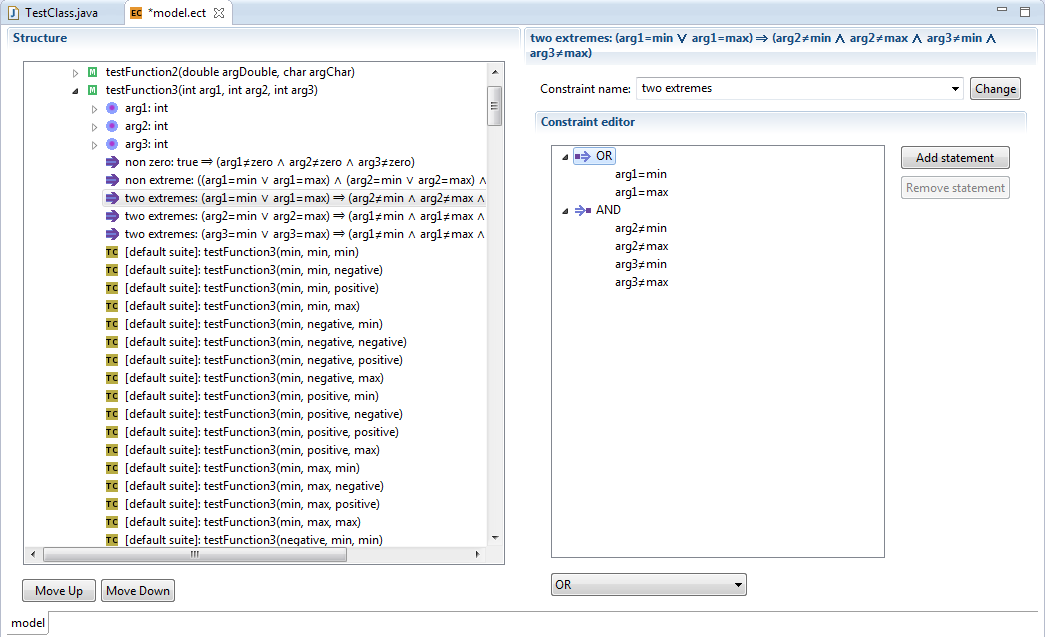 TestClass.java
EC *model.ect
Structure
two extremes: (arg1=min ∨ arg1=max) ⇒ (arg2≠min ∧ arg2≠max ∧ arg3≠min ∧
arg3≠max)
M testFunction2(double argDouble, char argChar)
M testFunction3(int arg1, int arg2, int arg3)
arg1: int
arg2: int
arg3: int
non zero: true ⇒ (arg1≠zero ∧ arg2≠zero ∧ arg3≠zero)
non extreme: ((arg1=min ∨ arg1=max) ∧ (arg2=min ∨ arg2=max) ∧
two extremes: (arg1=min ∨ arg1=max) ⇒ (arg2≠min ∧ arg2≠max ∧
two extremes: (arg2=min ∨ arg2=max) ⇒ (arg1≠min ∧ arg1≠max ∧
two extremes: (arg3=min ∨ arg3=max) ⇒ (arg1≠min ∧ arg1≠max ∧
TC [default suite]: testFunction3(min, min, min)
TC [default suite]: testFunction3(min, min, negative)
TC [default suite]: testFunction3(min, min, positive)
TC [default suite]: testFunction3(min, min, max)
TC [default suite]: testFunction3(min, negative, min)
TC [default suite]: testFunction3(min, negative, negative)
TC [default suite]: testFunction3(min, negative, positive)
TC [default suite]: testFunction3(min, negative, max)
TC [default suite]: testFunction3(min, positive, min)
TC [default suite]: testFunction3(min, positive, negative)
TC [default suite]: testFunction3(min, positive, positive)
TC [default suite]: testFunction3(min, positive, max)
TC [default suite]: testFunction3(min, max, min)
TC [default suite]: testFunction3(min, max, negative)
TC [default suite]: testFunction3(min, max, positive)
TC [default suite]: testFunction3(min, max, max)
TC [default suite]: testFunction3(negative, min, min)
Move Up
Move Down
Constraint name: two extremes
Change
Constraint editor
OR
arg1=min
arg1=max
AND
arg2≠min
arg2≠max
arg3≠min
arg3≠max
Add statement
Remove statement
OR
model